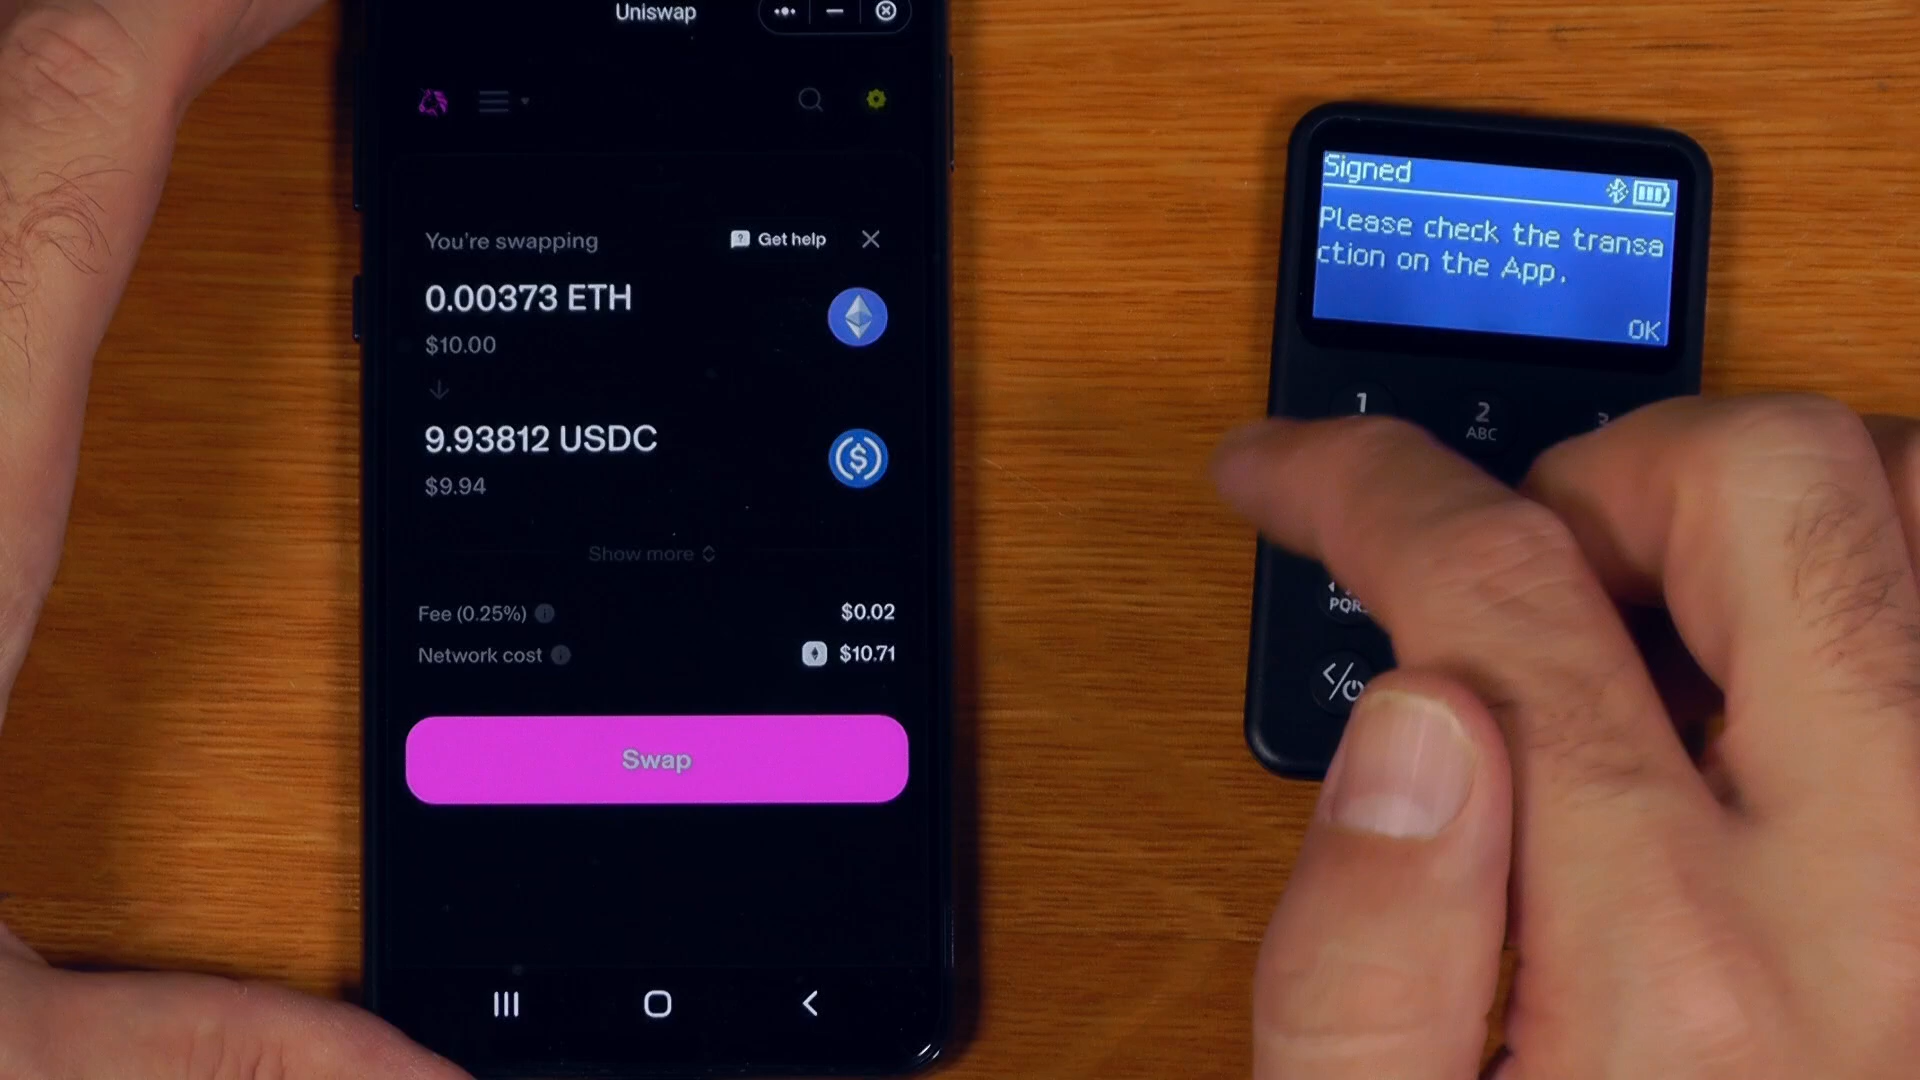 Uniswap
You're swapping
Get help
0.00373 ETH
$10.00
9.93812 USDC
$9.94
Show more
Fee (0.25%)
$0.02
Network cost
$10.71
Swap
Signed
Please check the transa
ction on the App.
OK
1
2
ABC
3
PQRS